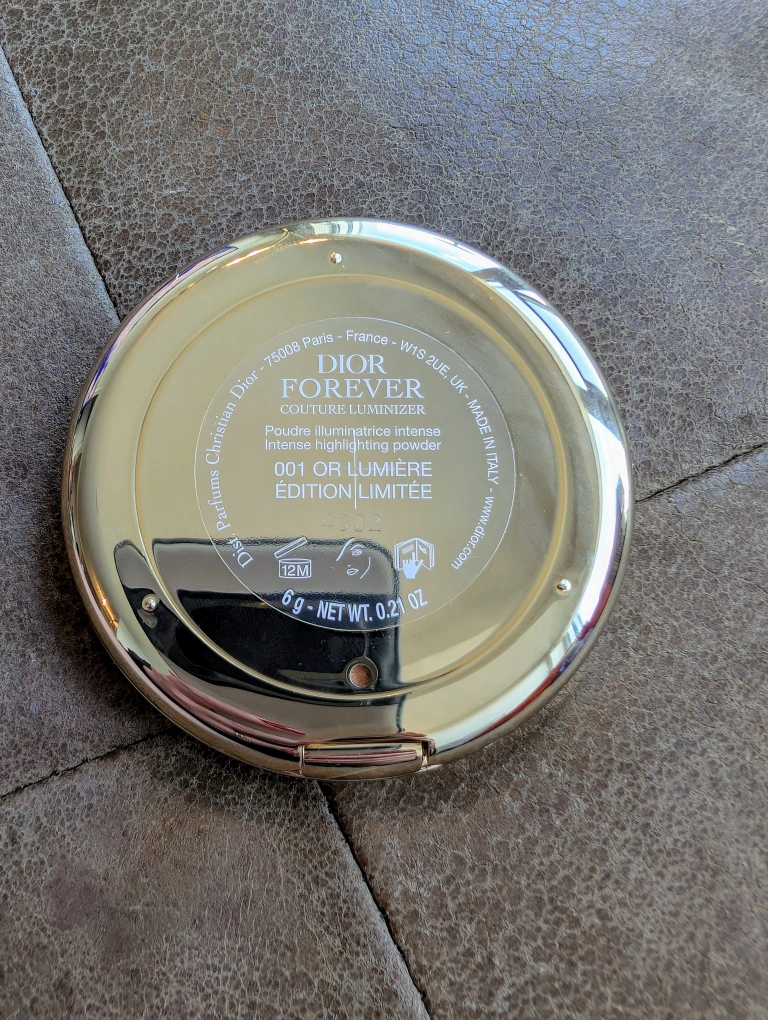 Dist. Parfums Christian Dior - 75008 Paris - France - W1S 2UE, UK - MADE IN ITALY - www.dior.com
DIOR
FOREVER
COUTURE LUMINIZER
Poudre illuminatrice intense
Intense highlighting powder
001 OR LUMIÈRE
ÉDITION LIMITÉE
12M
6 g - NET WT. 0.21 OZ